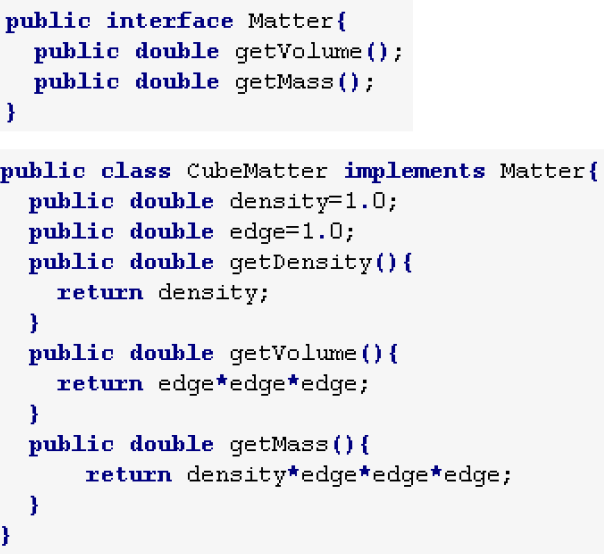 public interface Matter{
public double getVolume();
public double getMass();
}
public class CubeMatter implements Matter{
public double density=1.0;
public double edge=1.0;
public double getDensity(){
return density;
}
public double getVolume(){
return edge*edge*edge;
}
public double getMass(){
return density*edge*edge*edge;
}
}